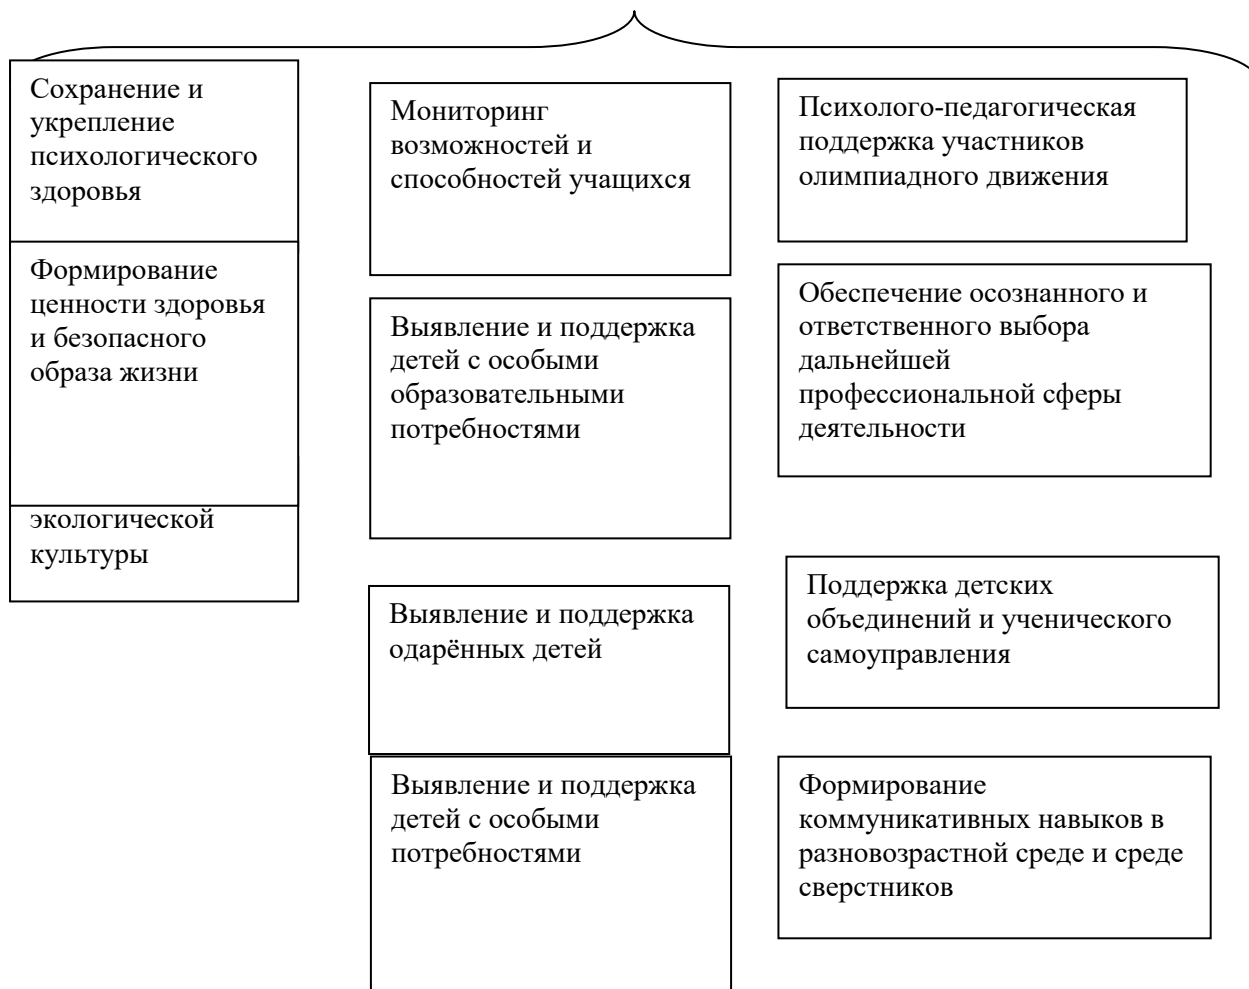 Сохранение и
укрепление
психологического
здоровья
Формирование
ценности здоровья
и безопасного
образа жизни
экологической
культуры
Мониторинг
возможностей и
способностей учащихся
Выявление и поддержка
детей с особыми
образовательными
потребностями
Выявление и поддержка
одарённых детей
Выявление и поддержка
детей с особыми
потребностями
Психолого-педагогическая
поддержка участников
олимпиадного движения
Обеспечение осознанного и
ответственного выбора
дальнейшей
профессиональной сферы
деятельности
Поддержка детских
объединений и ученического
самоуправления
Формирование
коммуникативных навыков в
разновозрастной среде и среде
сверстников